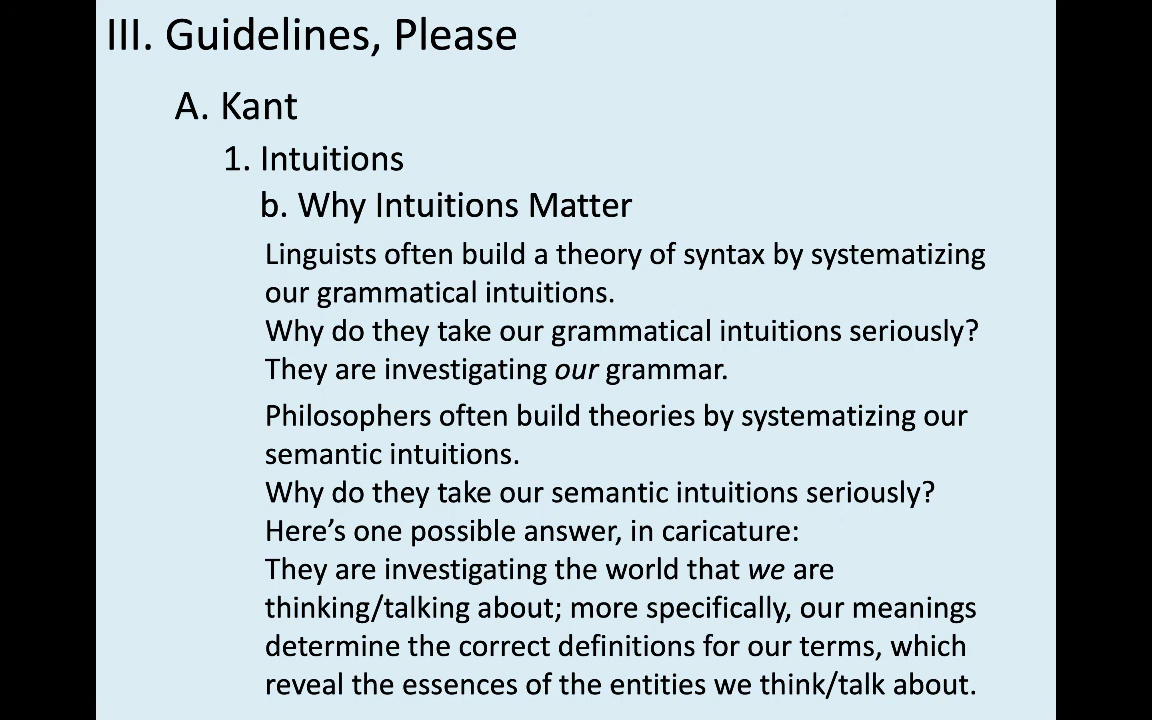 III. Guidelines, Please
A. Kant
1. Intuitions
b. Why Intuitions Matter
Linguists often build a theory of syntax by systematizing
our grammatical intuitions.
Why do they take our grammatical intuitions seriously?
They are investigating our grammar.
Philosophers often build theories by systematizing our
semantic intuitions.
Why do they take our semantic intuitions seriously?
Here’s one possible answer, in caricature:
They are investigating the world that we are
thinking/talking about; more specifically, our meanings
determine the correct definitions for our terms, which
reveal the essences of the entities we think/talk about.